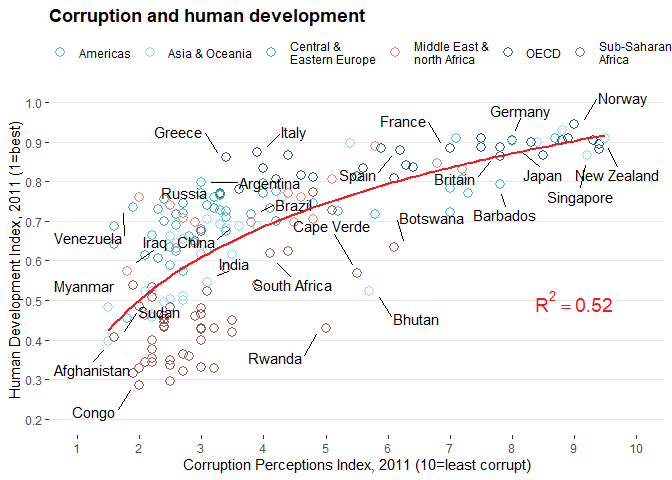 Corruption and human development
Americas
Asia & Oceania
Central &
Eastern Europe
Middle East &
north Africa
OECD
Sub-Saharan
Africa
Human Development Index, 2011 (1=best)
1.0
0.9
0.8
0.7
0.6
0.5
0.4
0.3
0.2
Norway
Germany
France
Greece
Italy
Spain
Britain
Japan
New Zealand
Singapore
Barbados
Russia
Argentina
Brazil
Botswana
Cape Verde
Venezuela
Iraq
China
India
South Africa
Myanmar
Sudan
Bhutan
Rwanda
Afghanistan
Congo
R² = 0.52
1 2 3 4 5 6 7 8 9 10
Corruption Perceptions Index, 2011 (10=least corrupt)